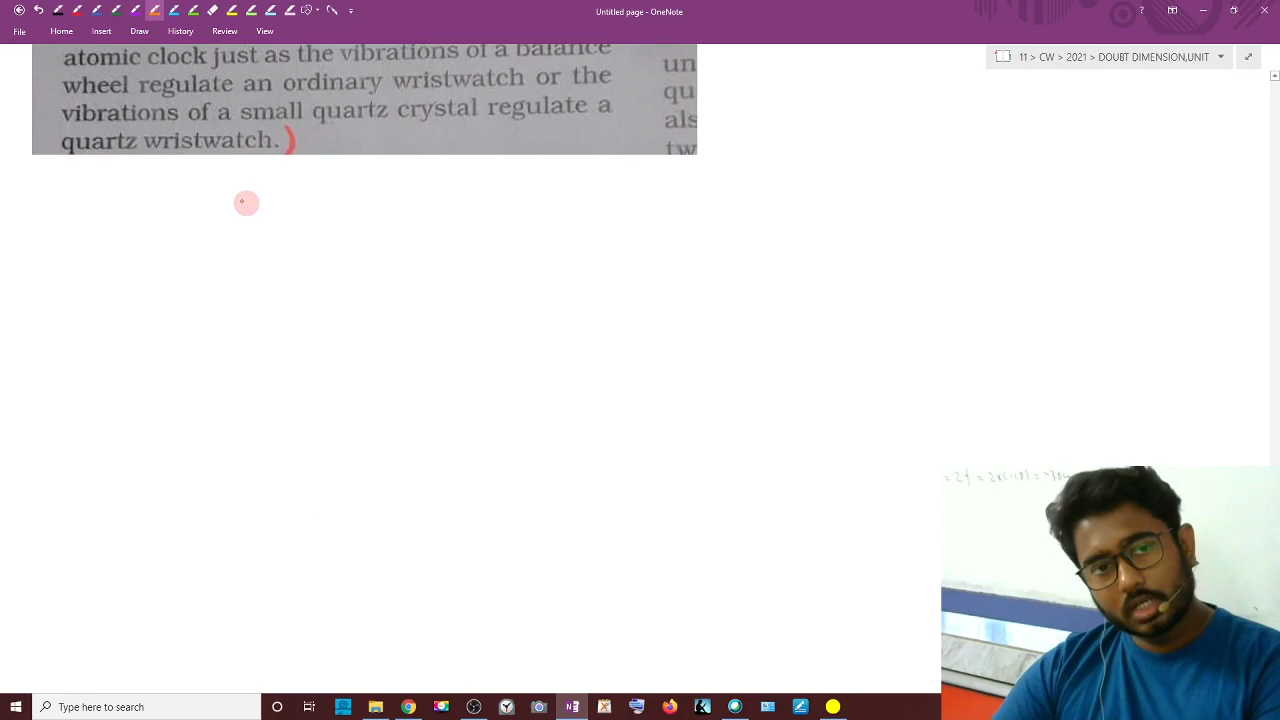 Untitled page - OneNote
File Home Insert Draw History Review View
11 > CW > 2021 > DOUBT DIMENSION,UNIT
atomic clock just as the vibrations of a balance
wheel regulate an ordinary wristwatch or the
vibrations of a small quartz crystal regulate a
quartz wristwatch.)
un
qu
als
tw
Type here to search